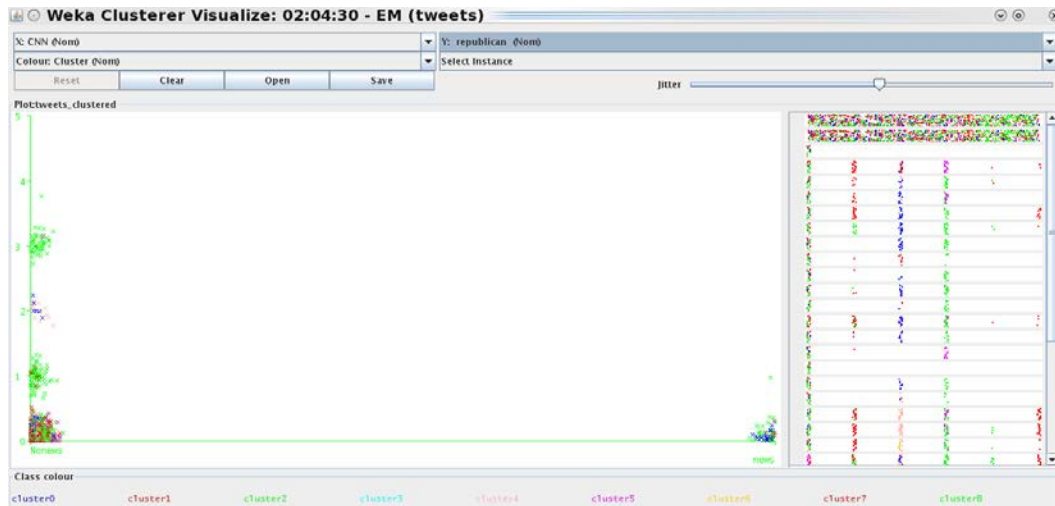 Weka Clusterer Visualize: 02:04:30 - EM (tweets)
X: CNN (Nom) Y: republican (Nom)
Colour: Cluster (Nom) Select Instance
Reset Clear Open Save Jitter
Plot:tweets_clustered
5
4
3
2
1
0
Nonews news
Class colour
cluster0 cluster1 cluster2 cluster3 cluster4 cluster5 cluster6 cluster7 cluster8